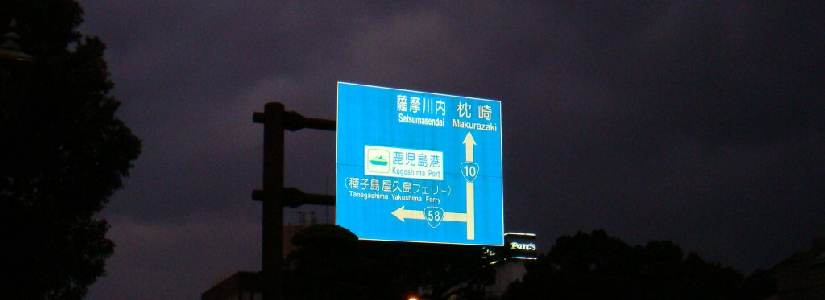 薩摩川内 枕崎
Satsumasendai Makurazaki
10
鹿児島港
Kagoshima Port
(種子島屋久島フェリー)
Tanegashima Yakushima Ferry
58